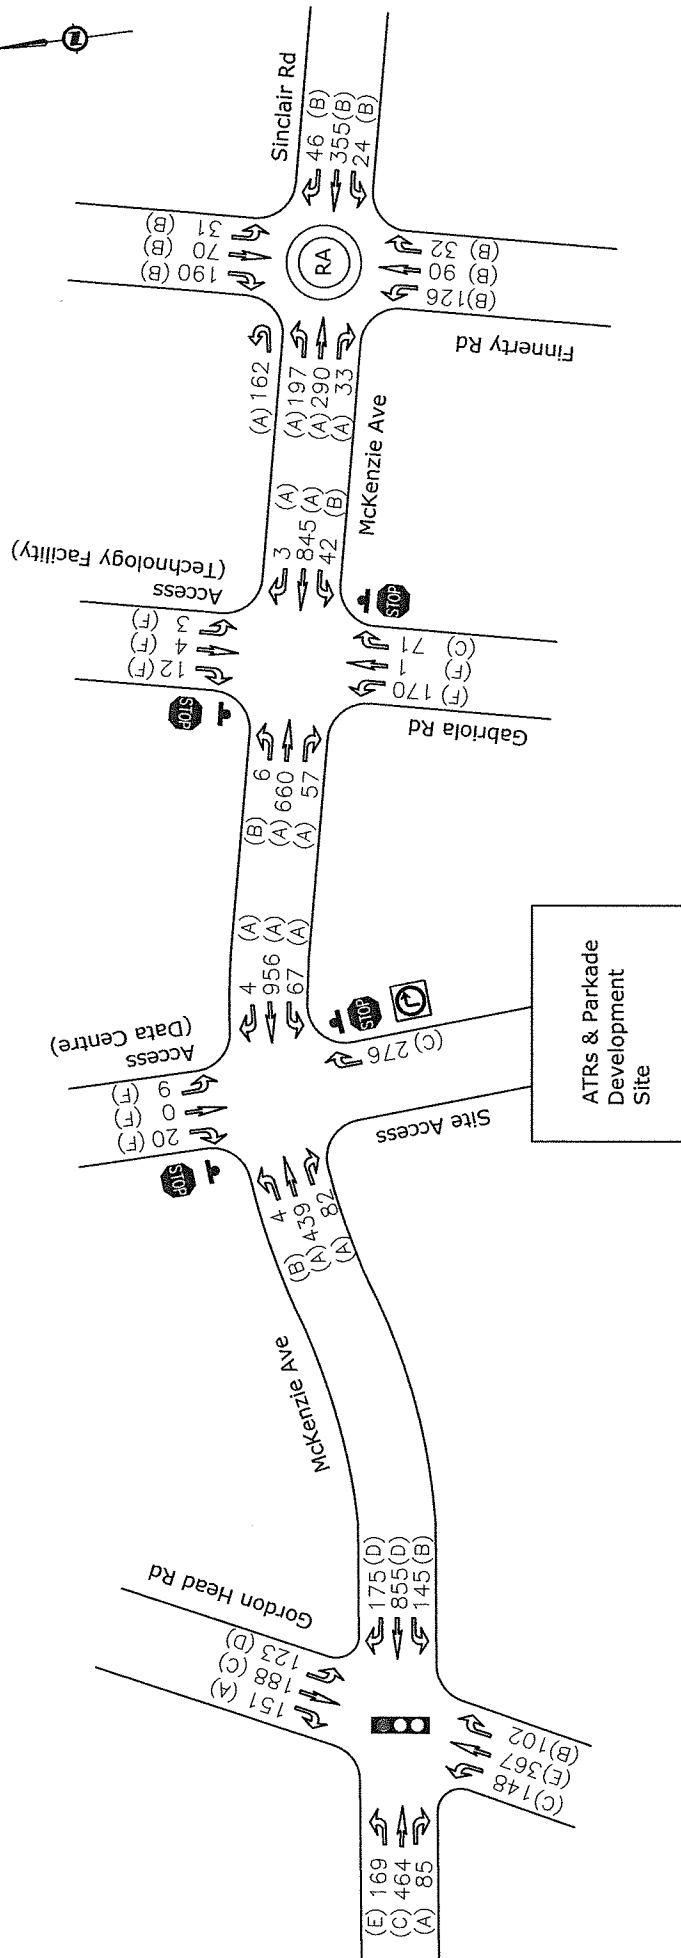 Z
Sinclair Rd
46 (B)
355(B)
24 (B)
31 (B)
70 (B)
190 (B)
RA
(B)126
(B) 90
(B) 32
Finnerty Rd
(A) 162
(A)197
(A)290
(A) 33
McKenzie Ave
3 (A)
845 (A)
42 (B)
Access
(Technology Facility)
3 (F)
4 (F)
12 (F)
STOP
STOP
(F) 170
(F) 1
(C) 71
Gabriola Rd
(B) 6
(A) 660
(A) 57
4 (A)
956 (A)
67 (A)
Access
(Data Centre)
9 (F)
0 (F)
20 (F)
STOP
STOP
(C) 276
Site Access
ATRs & Parkade
Development
Site
(B) 4
(A) 439
(A) 82
McKenzie Ave
175(D)
855(D)
145(B)
Gordon Head Rd
123 (D)
188 (C)
151 (A)
(C)148
(E)367
(B)102
(E) 169
(C) 464
(A) 85